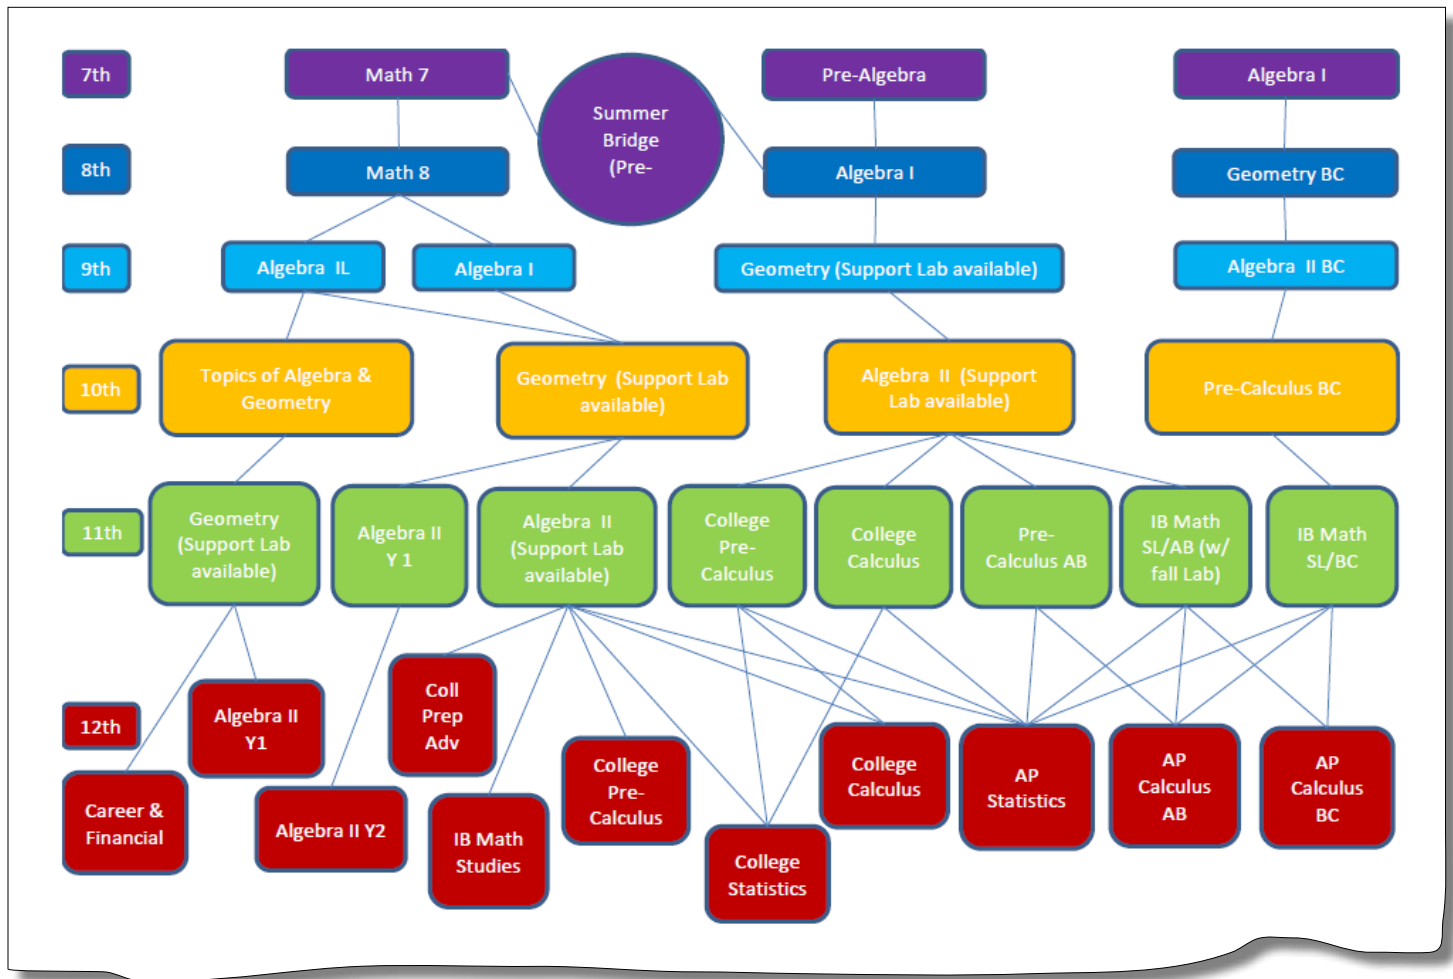 7th
Math 7
Summer
Bridge
(Pre-
Pre-Algebra
Algebra I
8th
Math 8
Algebra I
Geometry BC
9th
Algebra IL
Algebra I
Geometry (Support Lab available)
Algebra II BC
10th
Topics of Algebra &
Geometry
Geometry (Support Lab
available)
Algebra II (Support
Lab available)
Pre-Calculus BC
11th
Geometry
(Support Lab
available)
Algebra II
Y 1
Algebra II
(Support Lab
available)
College
Pre-
Calculus
College
Calculus
Pre-
Calculus AB
IB Math
SL/AB (w/
fall Lab)
IB Math
SL/BC
12th
Career &
Financial
Algebra II
Y1
Algebra II Y2
Coll
Prep
Adv
IB Math
Studies
College
Pre-
Calculus
College
Statistics
College
Calculus
AP
Statistics
AP
Calculus
AB
AP
Calculus
BC